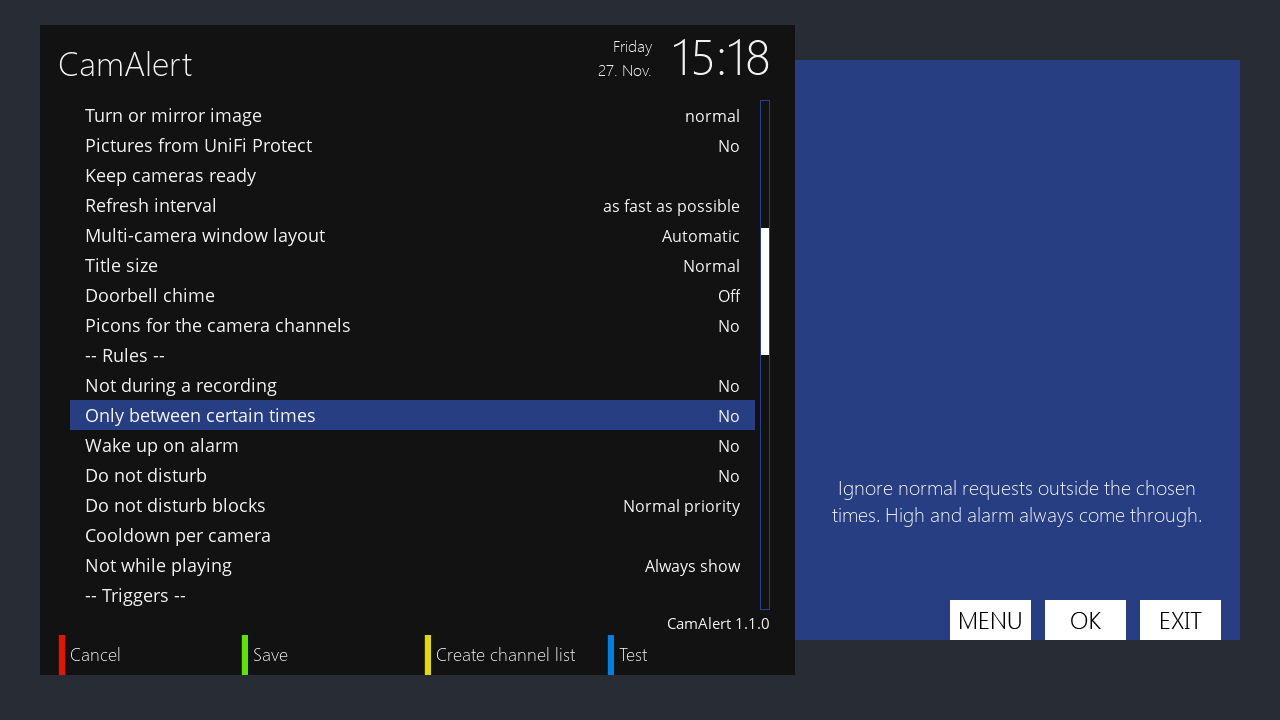 CamAlert
Friday
27. Nov.
15:18
Turn or mirror image normal
Pictures from UniFi Protect No
Keep cameras ready
Refresh interval as fast as possible
Multi-camera window layout Automatic
Title size Normal
Doorbell chime Off
Picons for the camera channels No
-- Rules --
Not during a recording No
Only between certain times No
Wake up on alarm No
Do not disturb No
Do not disturb blocks Normal priority
Cooldown per camera
Not while playing Always show
-- Triggers --
CamAlert 1.1.0
Cancel Save Create channel list Test
Ignore normal requests outside the chosen
times. High and alarm always come through.
MENU OK EXIT